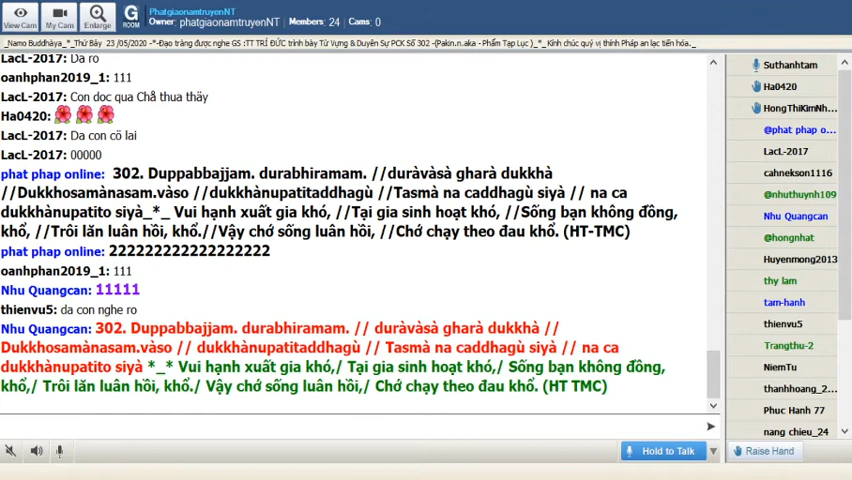 View Cam
My Cam
Enlarge
G
ROOM
PhatgiaonamtruyenNT
Owner: phatgiaonamtruyenNT | Members: 24 | Cams: 0
_Namo Buddhàya_*_Thứ Bảy 23 /05/2020 -*-Đạo tràng được nghe GS :TT TRÍ ĐỨC trình bày Từ Vựng & Duyên Sự PCK Số 302 -(Pakin.n.aka - Phẩm Tạp Lục )_*_Kính chúc quý vị thính Pháp an lạc tiến hóa._
LacL-2017: Da ro
oanhphan2019_1: 111
LacL-2017: Con doc qua Chả thua thäy
Ha0420:
LacL-2017: Da con cõ lai
LacL-2017: 00000
phat phap online: 302. Duppabbajjam. durabhiramam. //duràvàsà gharà dukkhà
//Dukkhosamànasam.vàso //dukkhànupatitaddhagù //Tasmà na caddhagù siyà // na ca
dukkhànupatito siyà_*_ Vui hạnh xuất gia khó, //Tại gia sinh hoạt khó, //Sống bạn không đồng,
khổ, //Trôi lăn luân hồi, khổ.//Vậy chớ sống luân hồi, //Chớ chạy theo đau khổ. (HT-TMC)
phat phap online: 222222222222222222
oanhphan2019_1: 111
Nhu Quangcan: 11111
thienvu5: da con nghe ro
Nhu Quangcan: 302. Duppabbajjam. durabhiramam. // duràvàsà gharà dukkhà //
Dukkhosamànasam.vàso // dukkhànupatitaddhagù // Tasmà na caddhagù siyà // na ca
dukkhànupatito siyà *_* Vui hạnh xuất gia khó,/ Tại gia sinh hoạt khó,/ Sống bạn không đồng,
khổ,/ Trôi lăn luân hồi, khổ./ Vậy chớ sống luân hồi,/ Chớ chạy theo đau khổ. (HT TMC)
Suthanhtam
Ha0420
HongThiKimNh...
@phat phap o...
LacL-2017
cahnekson1116
@nhuthuynh109
Nhu Quangcan
@hongnhat
Huyenmong2013
thy lam
tam-hanh
thienvu5
Trangthu-2
NiemTu
thanhhoang_2...
Phuc Hanh 77
nang chieu_24
Hold to Talk
Raise Hand